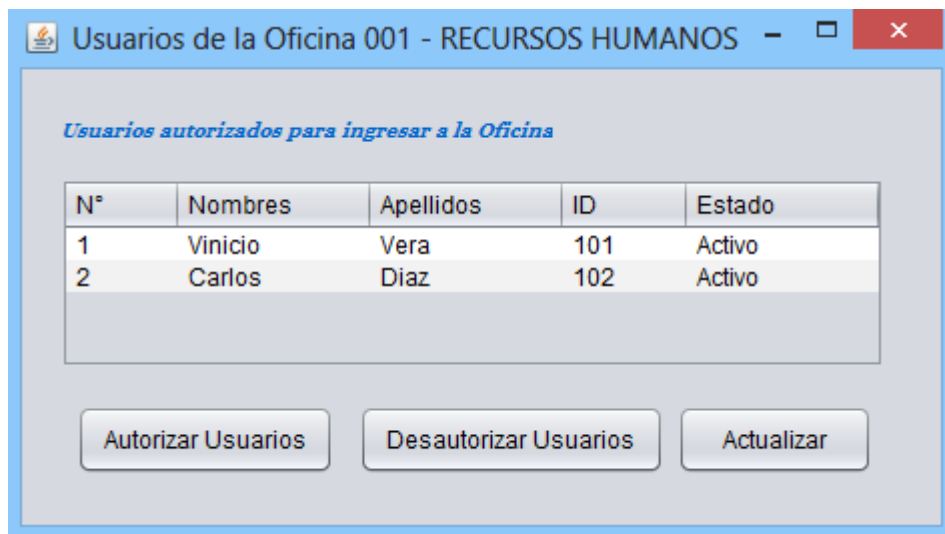 Usuarios de la Oficina 001 - RECURSOS HUMANOS
Usuarios autorizados para ingresar a la Oficina
N° Nombres Apellidos ID Estado
1 Vinicio Vera 101 Activo
2 Carlos Diaz 102 Activo
Autorizar Usuarios Desautorizar Usuarios Actualizar